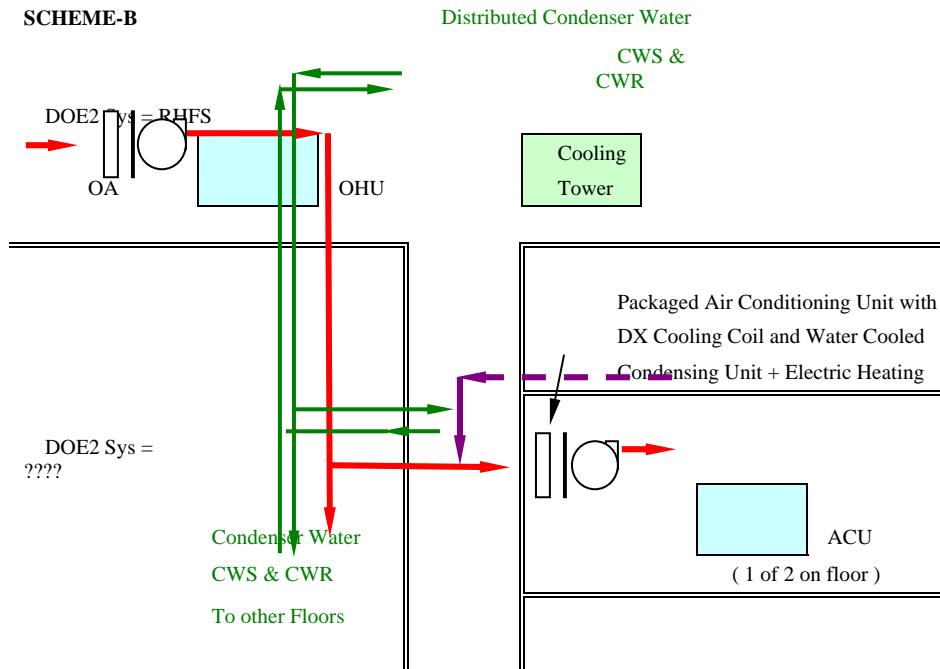 SCHEME-B
Distributed Condenser Water
CWS &
CWR
DOE2 Sys = RHFS
OA
OHU
Cooling
Tower
Packaged Air Conditioning Unit with
DX Cooling Coil and Water Cooled
Condensing Unit + Electric Heating
DOE2 Sys =
????
Condenser Water
CWS & CWR
To other Floors
ACU
( 1 of 2 on floor )